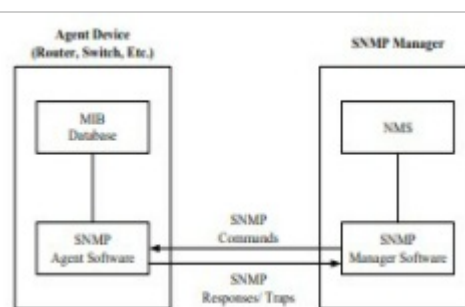 Agent Device
(Router, Switch, Etc.)
SNMP Manager
MIB
Database
NMS
SNMP
Agent Software
SNMP
Commands
SNMP
Manager Software
SNMP
Responses/ Traps